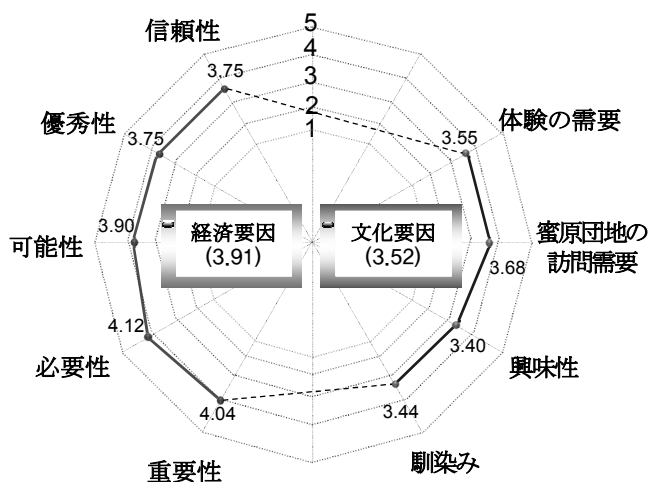 信頼性
5
4
3
2
1
3.75
優秀性
3.75
体験の需要
3.55
可能性
3.90
経済要因
(3.91)
文化要因
(3.52)
蜜原団地の
訪問需要
3.68
4.12
必要性
3.40
興味性
4.04
重要性
3.44
馴染み